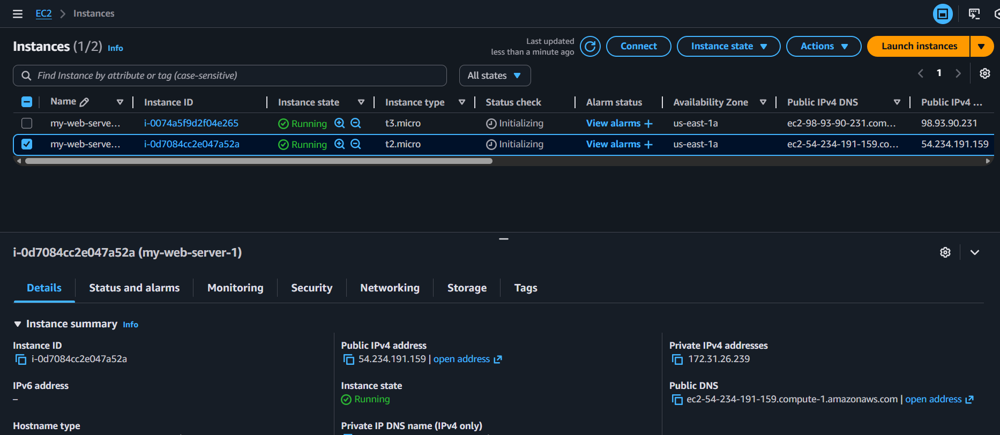 EC2 > Instances
Instances (1/2) Info
Last updated
less than a minute ago
Connect
Instance state
Actions
Launch instances
Find Instance by attribute or tag (case-sensitive)
All states
1
Name Instance ID Instance state Instance type Status check Alarm status Availability Zone Public IPv4 DNS Public IPv4 ...
my-web-serve... i-0074a5f9d2f04e265 Running t3.micro Initializing View alarms + us-east-1a ec2-98-93-90-231.com... 98.93.90.231
my-web-serve... i-0d7084cc2e047a52a Running t2.micro Initializing View alarms + us-east-1a ec2-54-234-191-159.co... 54.234.191.159
i-0d7084cc2e047a52a (my-web-server-1)
Details Status and alarms Monitoring Security Networking Storage Tags
Instance summary Info
Instance ID
i-0d7084cc2e047a52a
Public IPv4 address
54.234.191.159 | open address
Private IPv4 addresses
172.31.26.239
IPv6 address
–
Instance state
Running
Public DNS
ec2-54-234-191-159.compute-1.amazonaws.com | open address
Hostname type
Private IP DNS name (IPv4 only)